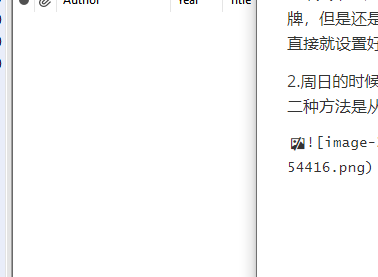 Author Year Title
牌，但是还是
直接就设置好
2.周日的时候
二种方法是从
![image-
54416.png)